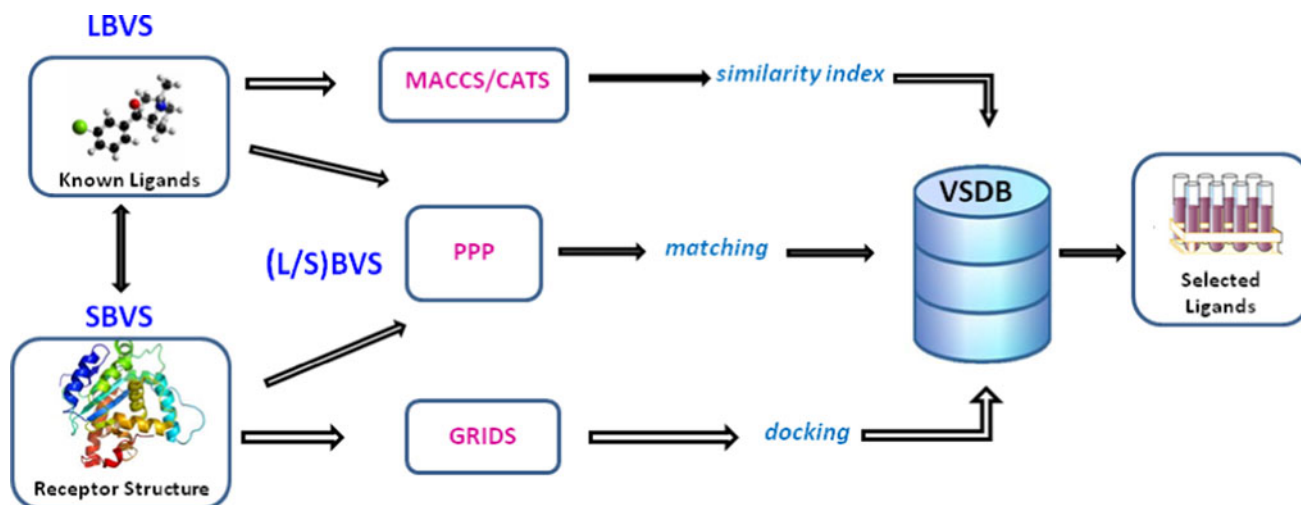 LBVS
Known Ligands
MACCS/CATS
similarity index
(L/S)BVS
PPP
matching
SBVS
Receptor Structure
GRIDS
docking
VSDB
Selected
Ligands